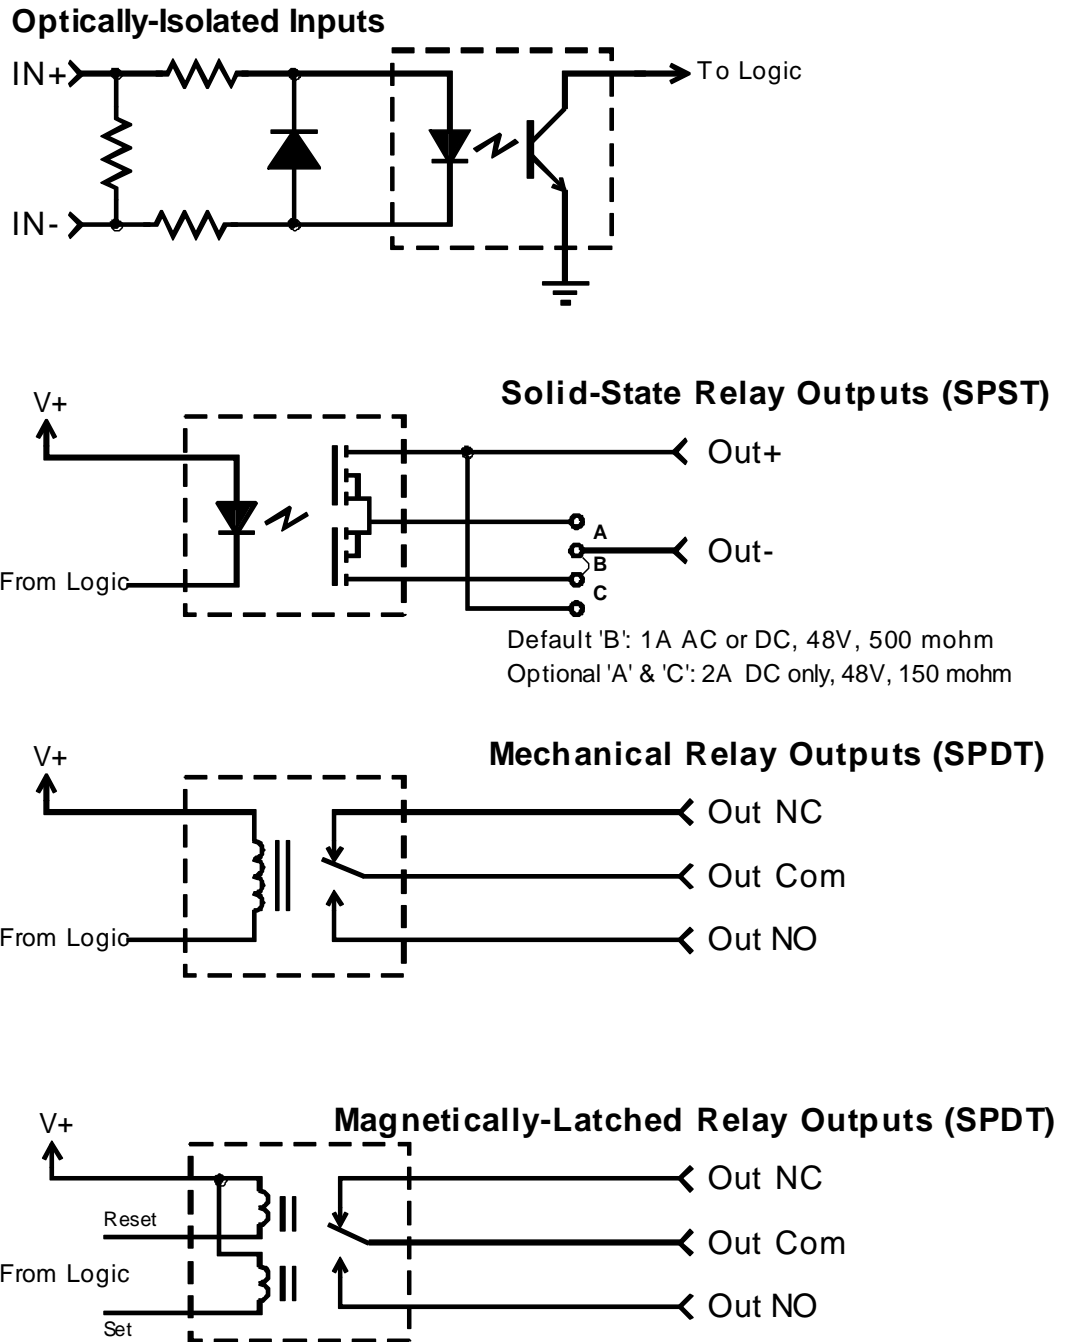 Optically-Isolated Inputs
IN+
To Logic
IN-
Solid-State Relay Outputs (SPST)
V+
Out+
A
Out-
B
From Logic
C
Default 'B': 1A AC or DC, 48V, 500 mohm
Optional 'A' & 'C': 2A DC only, 48V, 150 mohm
Mechanical Relay Outputs (SPDT)
V+
Out NC
Out Com
From Logic
Out NO
Magnetically-Latched Relay Outputs (SPDT)
V+
Out NC
Reset
Out Com
From Logic
Out NO
Set